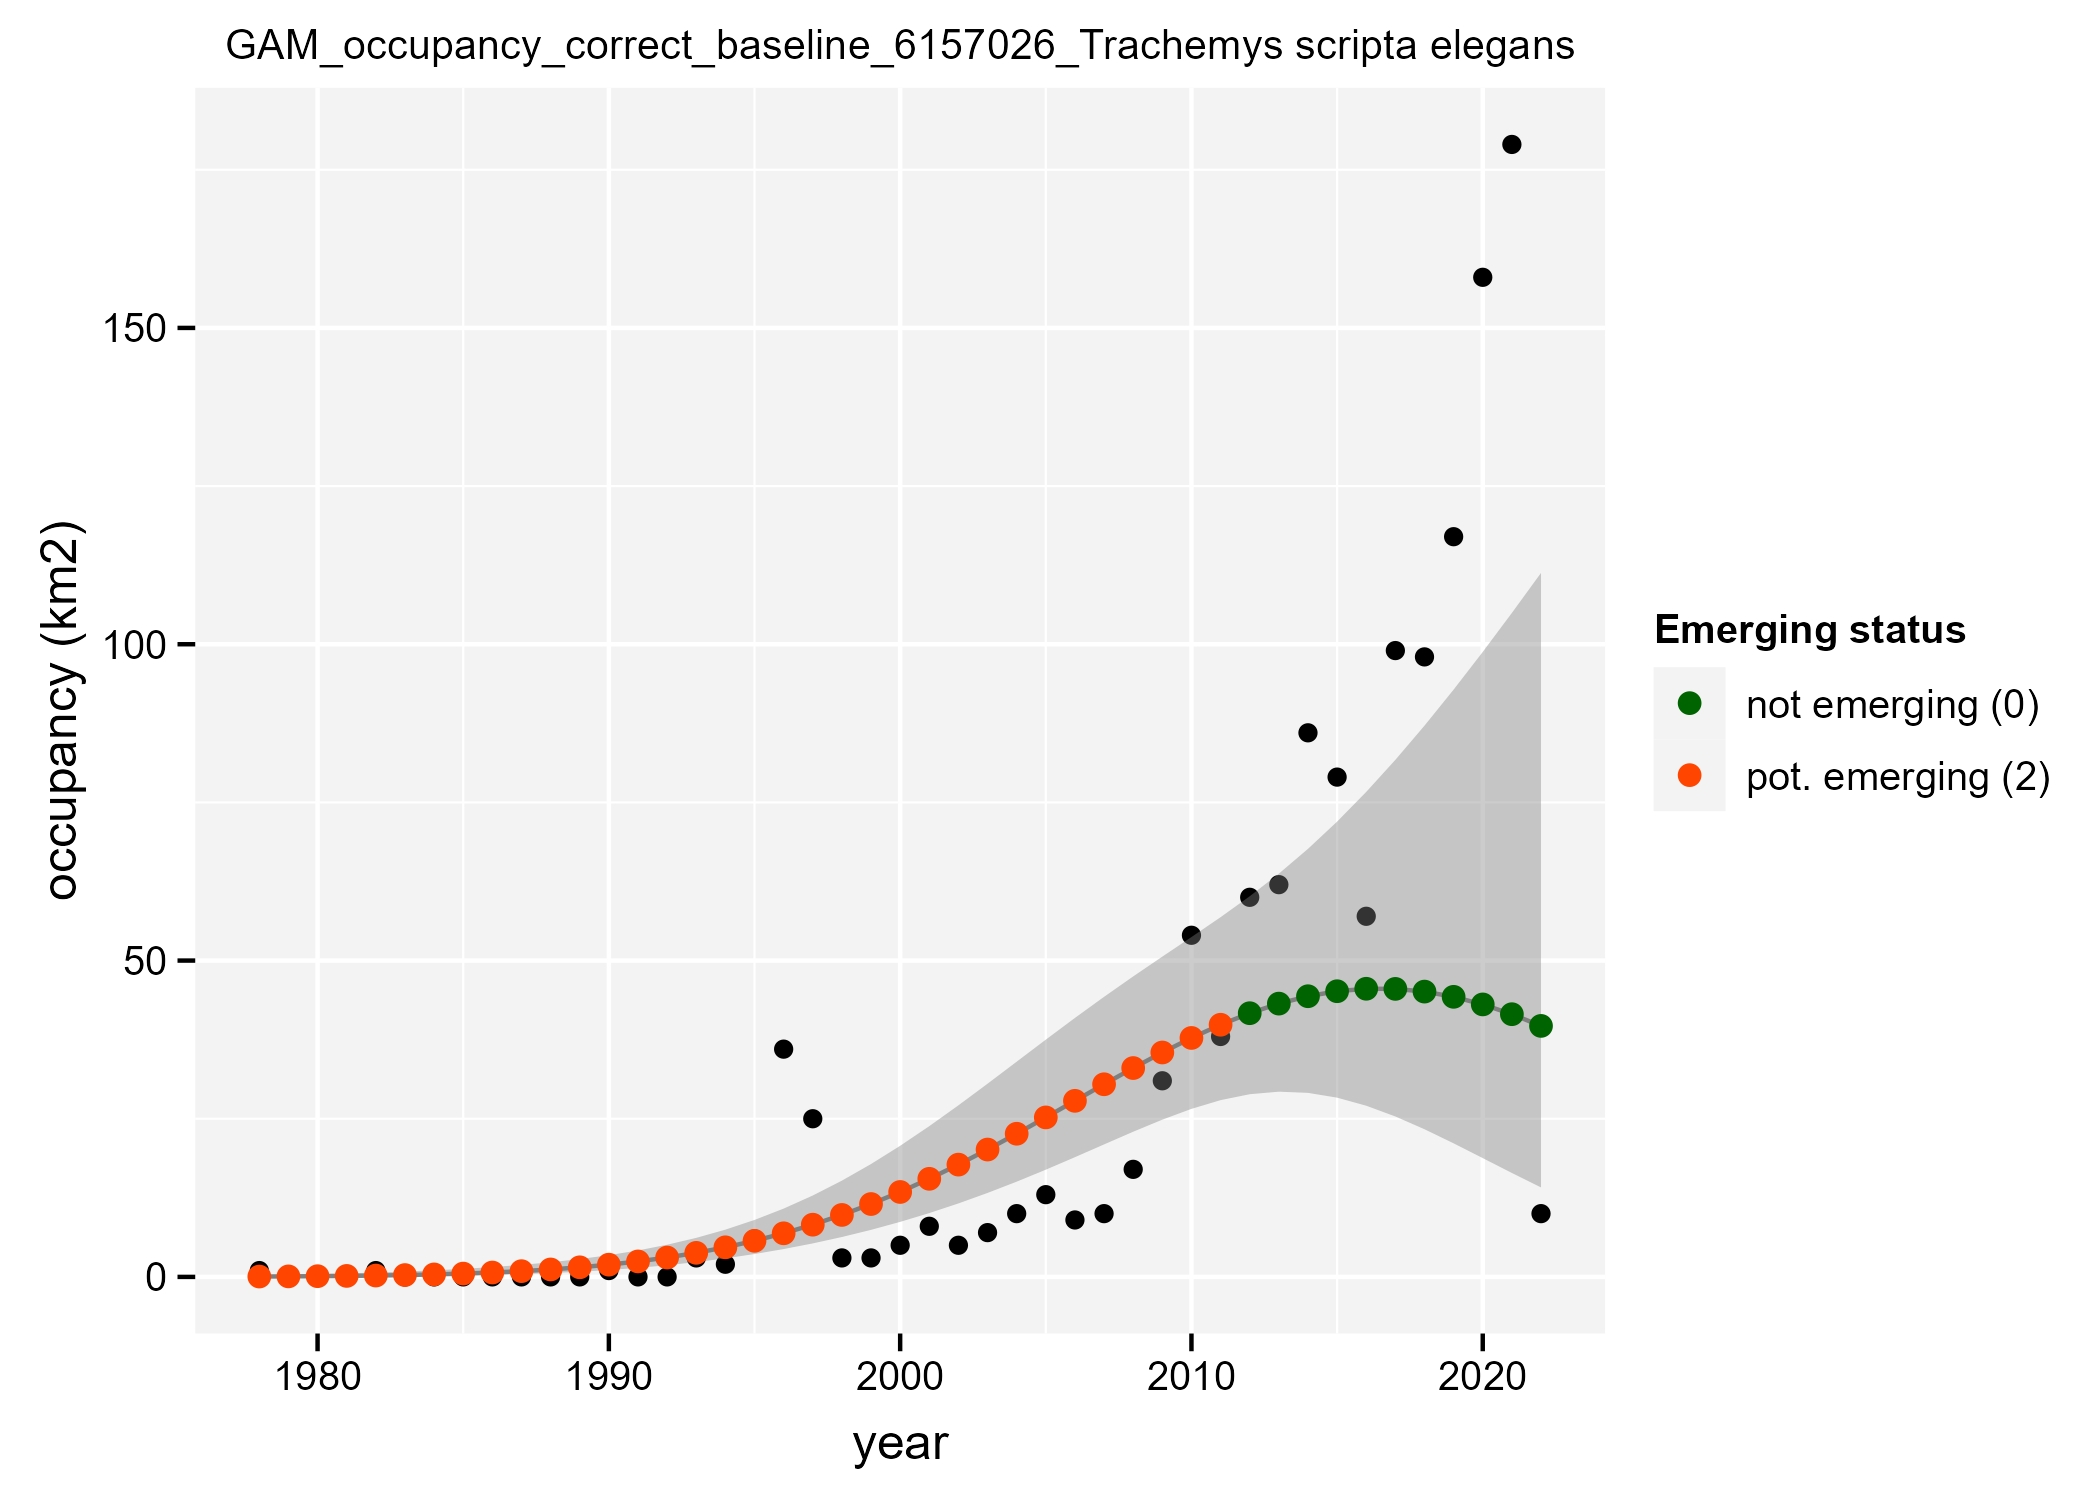 GAM_occupancy_correct_baseline_6157026_Trachemys scripta elegans
occupancy (km2)
150
100
50
0
1980 1990 2000 2010 2020
year
Emerging status
not emerging (0)
pot. emerging (2)